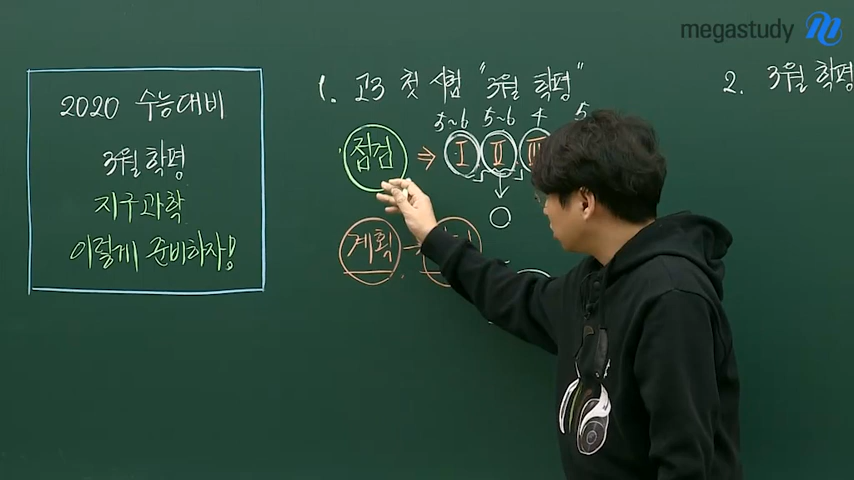 megastudy
2020 수능대비
3월 학평
지구과학
이렇게 준비하자!
1. 고3 첫 시험 "3월 학평"
5~6 5~6 4 5
점검 ⇒ I II III
계획 →
2. 3월 학평